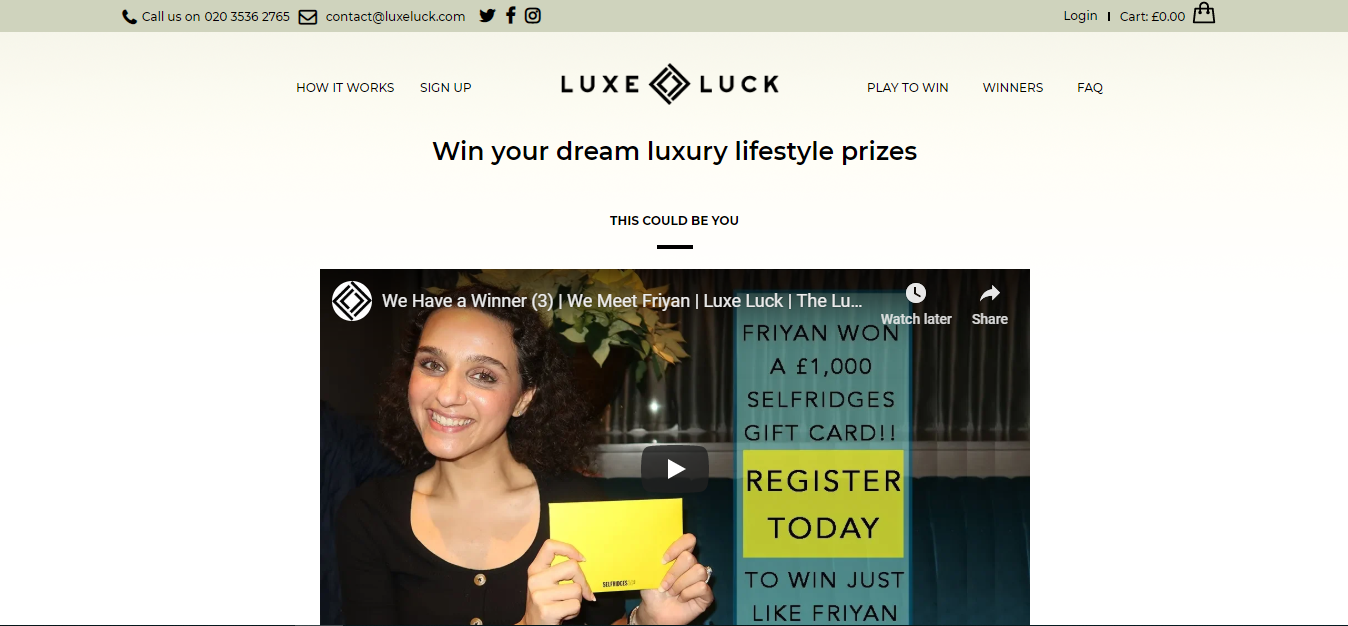 Call us on 020 3536 2765 contact@luxeluck.com Login Cart: £0.00
HOW IT WORKS SIGN UP LUXE LUCK PLAY TO WIN WINNERS FAQ
Win your dream luxury lifestyle prizes
THIS COULD BE YOU
We Have a Winner (3) | We Meet Friyan | Luxe Luck | The Lu...
Watch later Share
FRIYAN WON
A £1,000
SELFRIDGES
GIFT CARD!!
REGISTER
TODAY
TO WIN JUST
LIKE FRIYAN
SELFRIDGES&CO